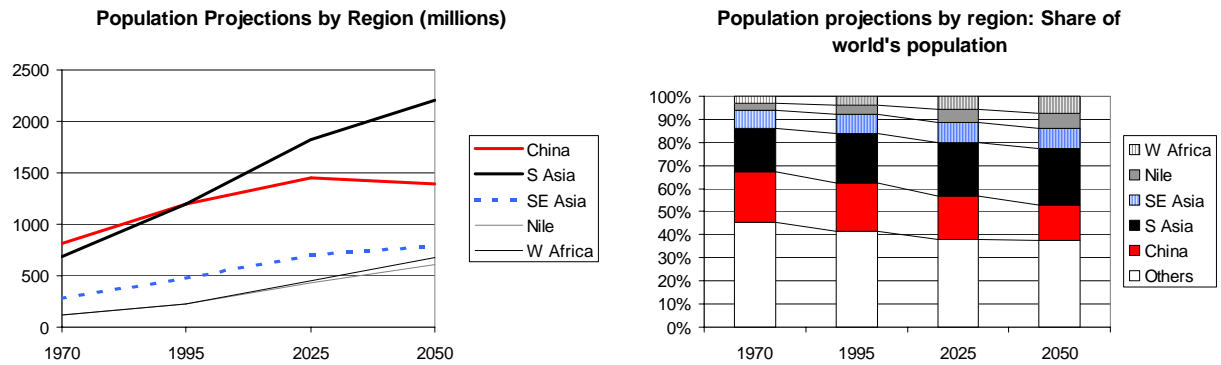 Population Projections by Region (millions)
2500
2000
1500
1000
500
0
1970 1995 2025 2050
China
S Asia
SE Asia
Nile
W Africa
Population projections by region: Share of
world's population
100%
90%
80%
70%
60%
50%
40%
30%
20%
10%
0%
1970 1995 2025 2050
W Africa
Nile
SE Asia
S Asia
China
Others